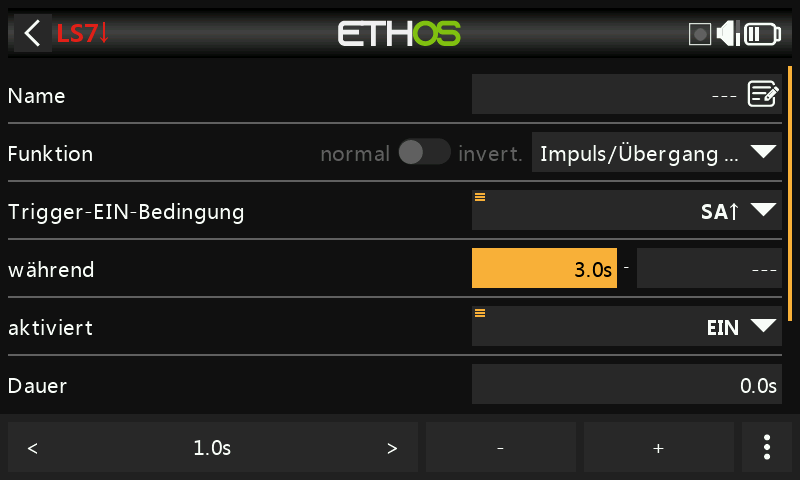 LS7↓ ETHOS
Name ---
Funktion normal invert. Impuls/Übergang ...
Trigger-EIN-Bedingung SA↑
während 3.0s - ---
aktiviert EIN
Dauer 0.0s
< 1.0s > - +